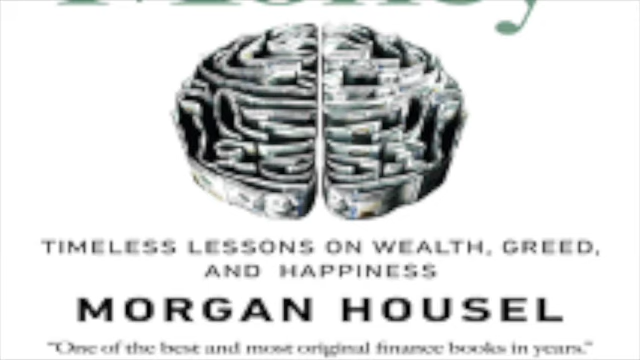 Money
TIMELESS LESSONS ON WEALTH, GREED,
AND HAPPINESS
MORGAN HOUSEL
"One of the best and most original finance books in years."